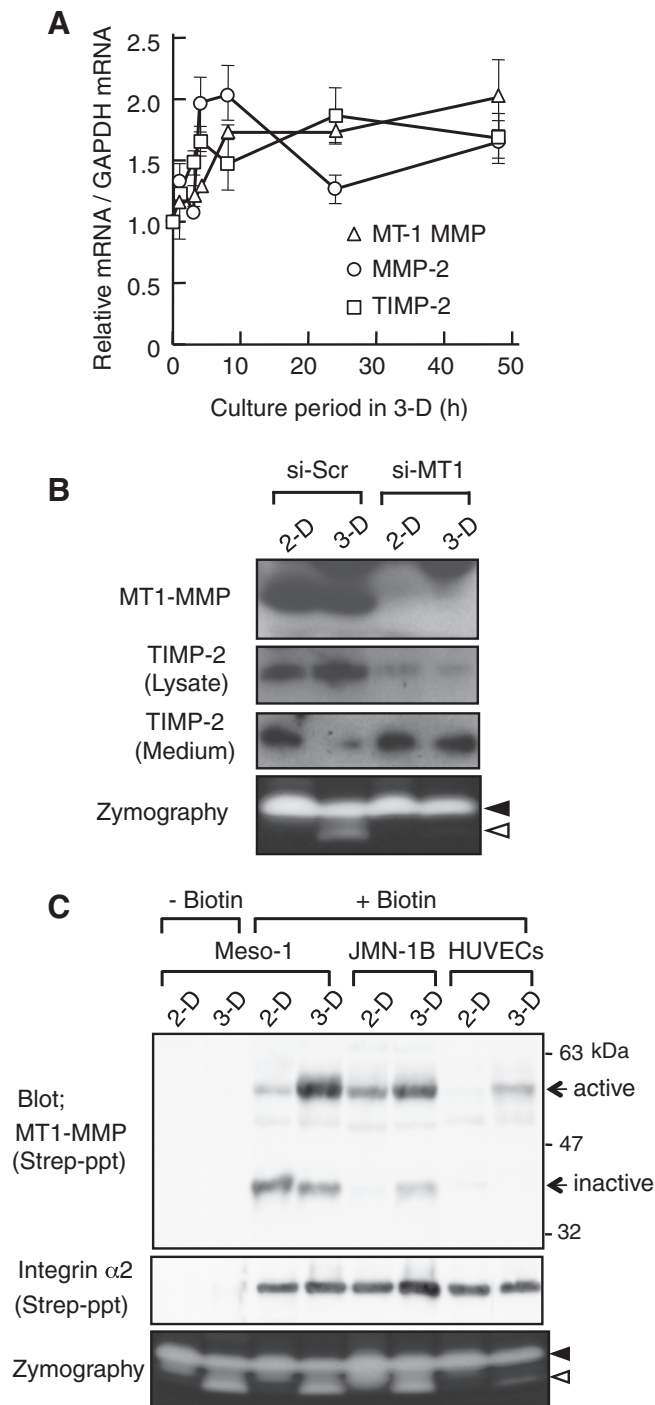 A
Relative mRNA / GAPDH mRNA
2.5
2.0
1.5
1.0
0.5
0
0 10 20 30 40 50
Culture period in 3-D (h)
MT-1 MMP
MMP-2
TIMP-2
B
si-Scr si-MT1
2-D 3-D 2-D 3-D
MT1-MMP
TIMP-2
(Lysate)
TIMP-2
(Medium)
Zymography
C
- Biotin + Biotin
Meso-1 JMN-1B HUVECs
2-D 3-D 2-D 3-D 2-D 3-D 2-D 3-D
Blot;
MT1-MMP
(Strep-ppt)
- 63 kDa
active
- 47
inactive
- 32
Integrin α2
(Strep-ppt)
Zymography